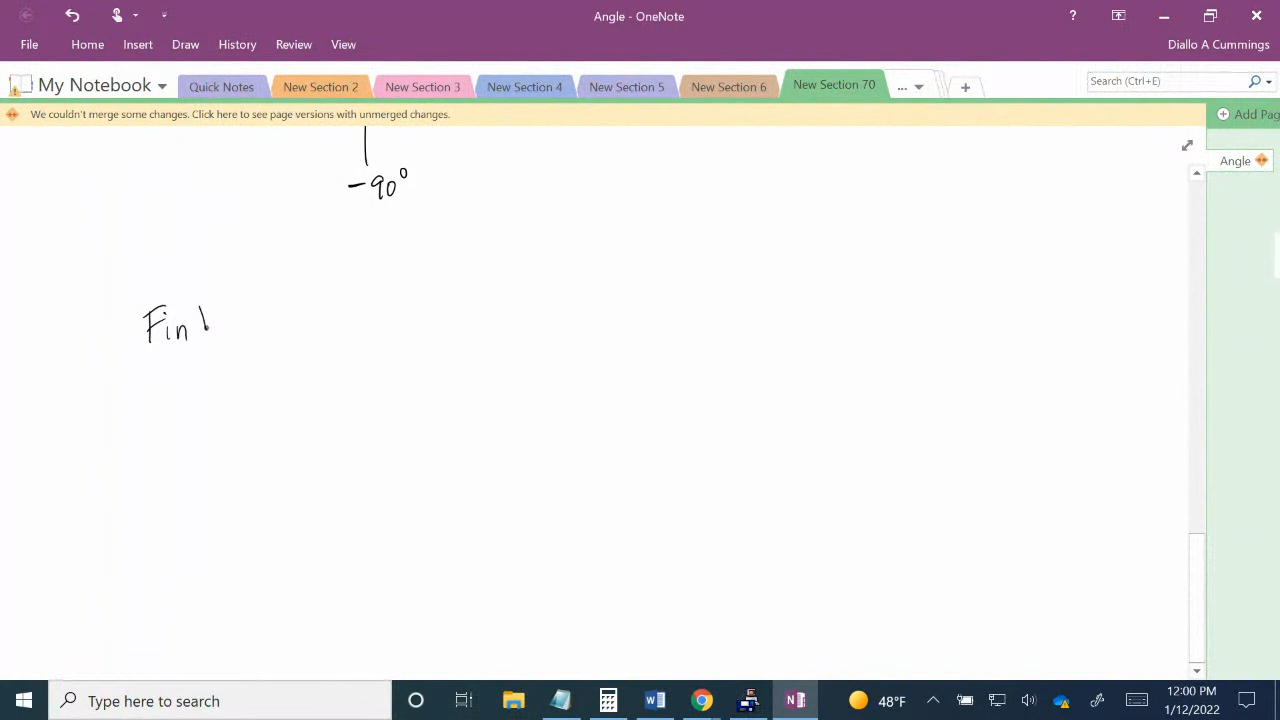 Angle - OneNote
?
File Home Insert Draw History Review View
Diallo A Cummings
My Notebook Quick Notes New Section 2 New Section 3 New Section 4 New Section 5 New Section 6 New Section 70 ... + Search (Ctrl+E)
We couldn't merge some changes. Click here to see page versions with unmerged changes.
Add Pag
Angle
-90°
Fin
Type here to search
48°F
12:00 PM
1/12/2022